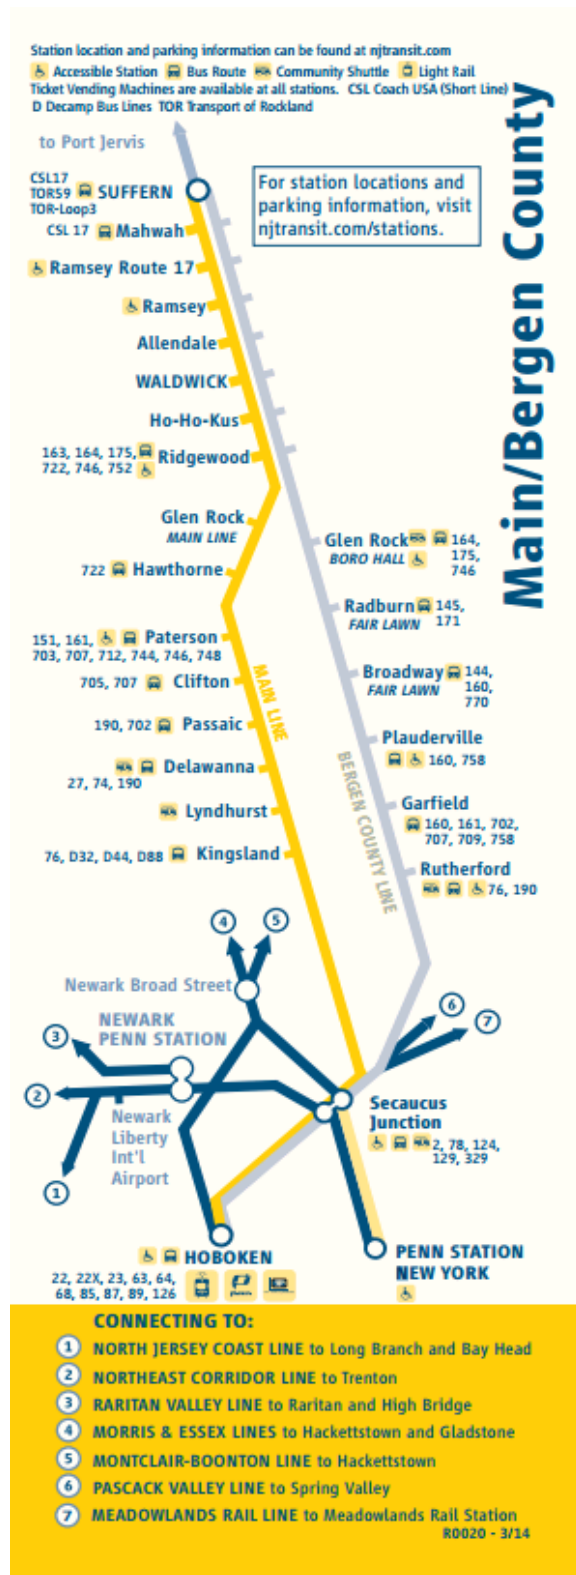 Station location and parking information can be found at njtransit.com
Accessible Station Bus Route Community Shuttle Light Rail
Ticket Vending Machines are available at all stations. CSL Coach USA (Short Line)
D Decamp Bus Lines TOR Transport of Rockland
Main/Bergen County
to Port Jervis
For station locations and
parking information, visit
njtransit.com/stations.
CSL17
TOR59 SUFFERN
TOR-Loop3
CSL 17 Mahwah
Ramsey Route 17
Ramsey
Allendale
WALDWICK
Ho-Ho-Kus
163, 164, 175, Ridgewood
722, 746, 752
Glen Rock
MAIN LINE
722 Hawthorne
151, 161, Paterson
703, 707, 712, 744, 746, 748
705, 707 Clifton
190, 702 Passaic
Delawanna
27, 74, 190
Lyndhurst
76, D32, D44, D88 Kingsland
MAIN LINE
Glen Rock 164,
BORO HALL 175,
746
Radburn 145,
FAIR LAWN 171
Broadway 144,
FAIR LAWN 160,
770
Plauderville
160, 758
Garfield
160, 161, 702,
707, 709, 758
Rutherford
76, 190
BERGEN COUNTY LINE
4
5
Newark Broad Street
NEWARK
PENN STATION
3
2
Newark
Liberty
Int'l
Airport
1
6
7
Secaucus
Junction
2, 78, 124,
129, 329
HOBOKEN
22, 22X, 23, 63, 64,
68, 85, 87, 89, 126
PENN STATION
NEW YORK
CONNECTING TO:
1 NORTH JERSEY COAST LINE to Long Branch and Bay Head
2 NORTHEAST CORRIDOR LINE to Trenton
3 RARITAN VALLEY LINE to Raritan and High Bridge
4 MORRIS & ESSEX LINES to Hackettstown and Gladstone
5 MONTCLAIR-BOONTON LINE to Hackettstown
6 PASCACK VALLEY LINE to Spring Valley
7 MEADOWLANDS RAIL LINE to Meadowlands Rail Station
R0020 - 3/14